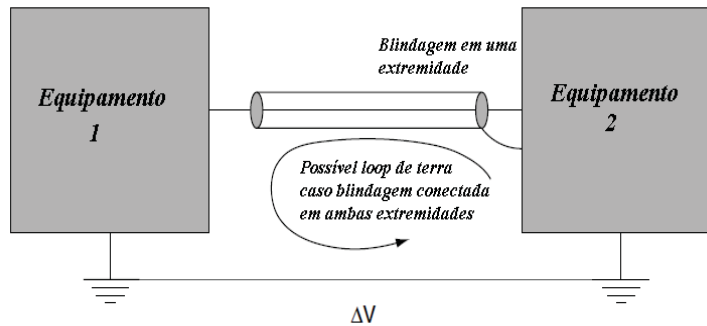 Blindagem em uma
extremidade
Equipamento
1
Equipamento
2
Possível loop de terra
caso blindagem conectada
em ambas extremidades
ΔV